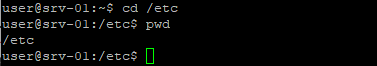 user@srv-01:~$ cd /etc
user@srv-01:/etc$ pwd
/etc
user@srv-01:/etc$